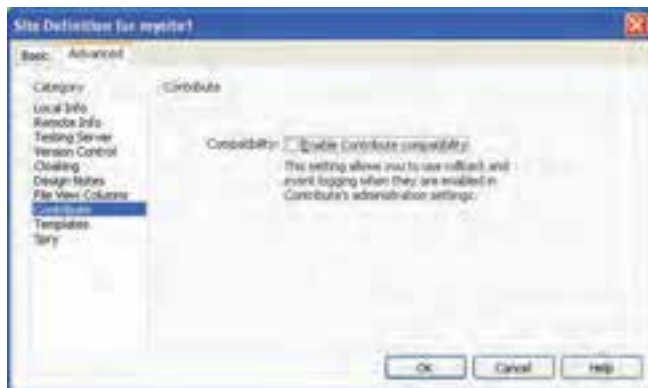 Site Definition for mysite1
Basic Advanced
Category
Contribute
Local Info
Remote Info
Testing Server
Version Control
Cloaking
Design Notes
File View Columns
Contribute
Templates
Spry
Compatibility: Enable Contribute compatibility
This setting allows you to use rollback and
event logging when they are enabled in
Contribute's administration settings.
OK Cancel Help